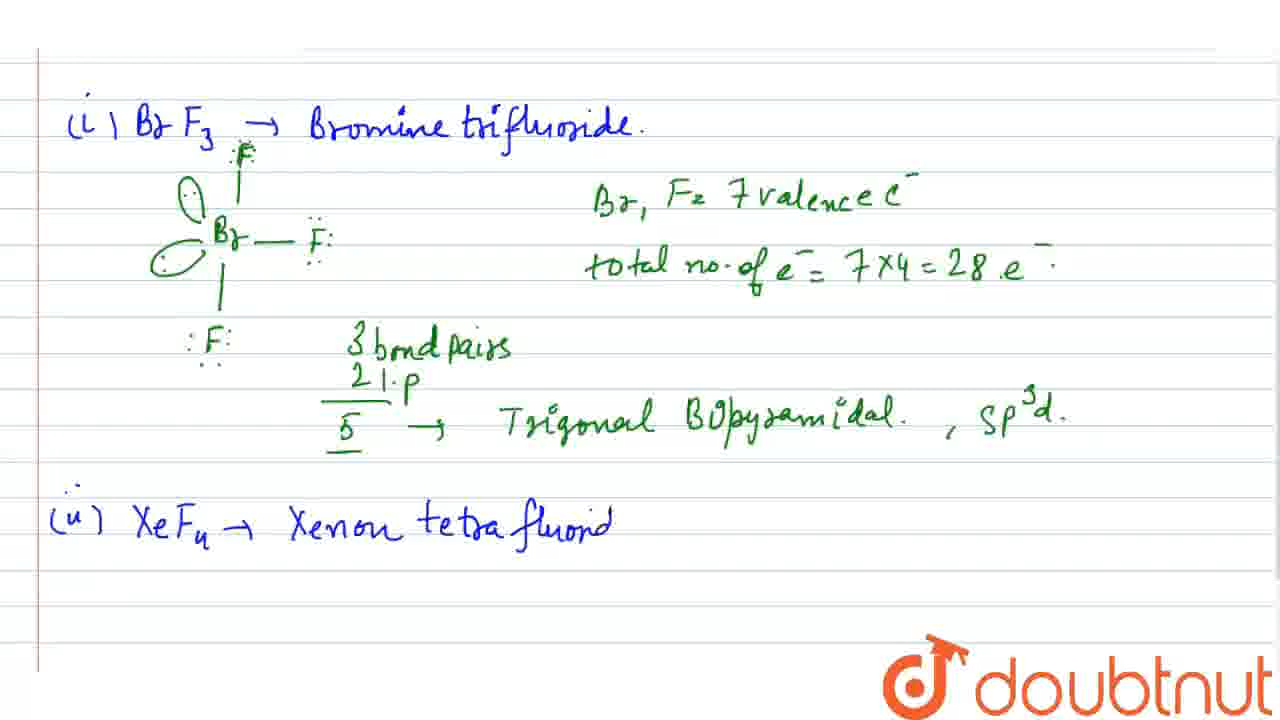 (i) BrF3 → Bromine trifluoride.
F
Br — F
F
Br, F = 7 valence e⁻
total no. of e⁻ = 7×4 = 28 e⁻.
3 bond pairs
2 l.p
5 → Trigonal BOpyramidal. , sp³d.
(ii) XeF4 → Xenon tetrafluorid
doubtnut